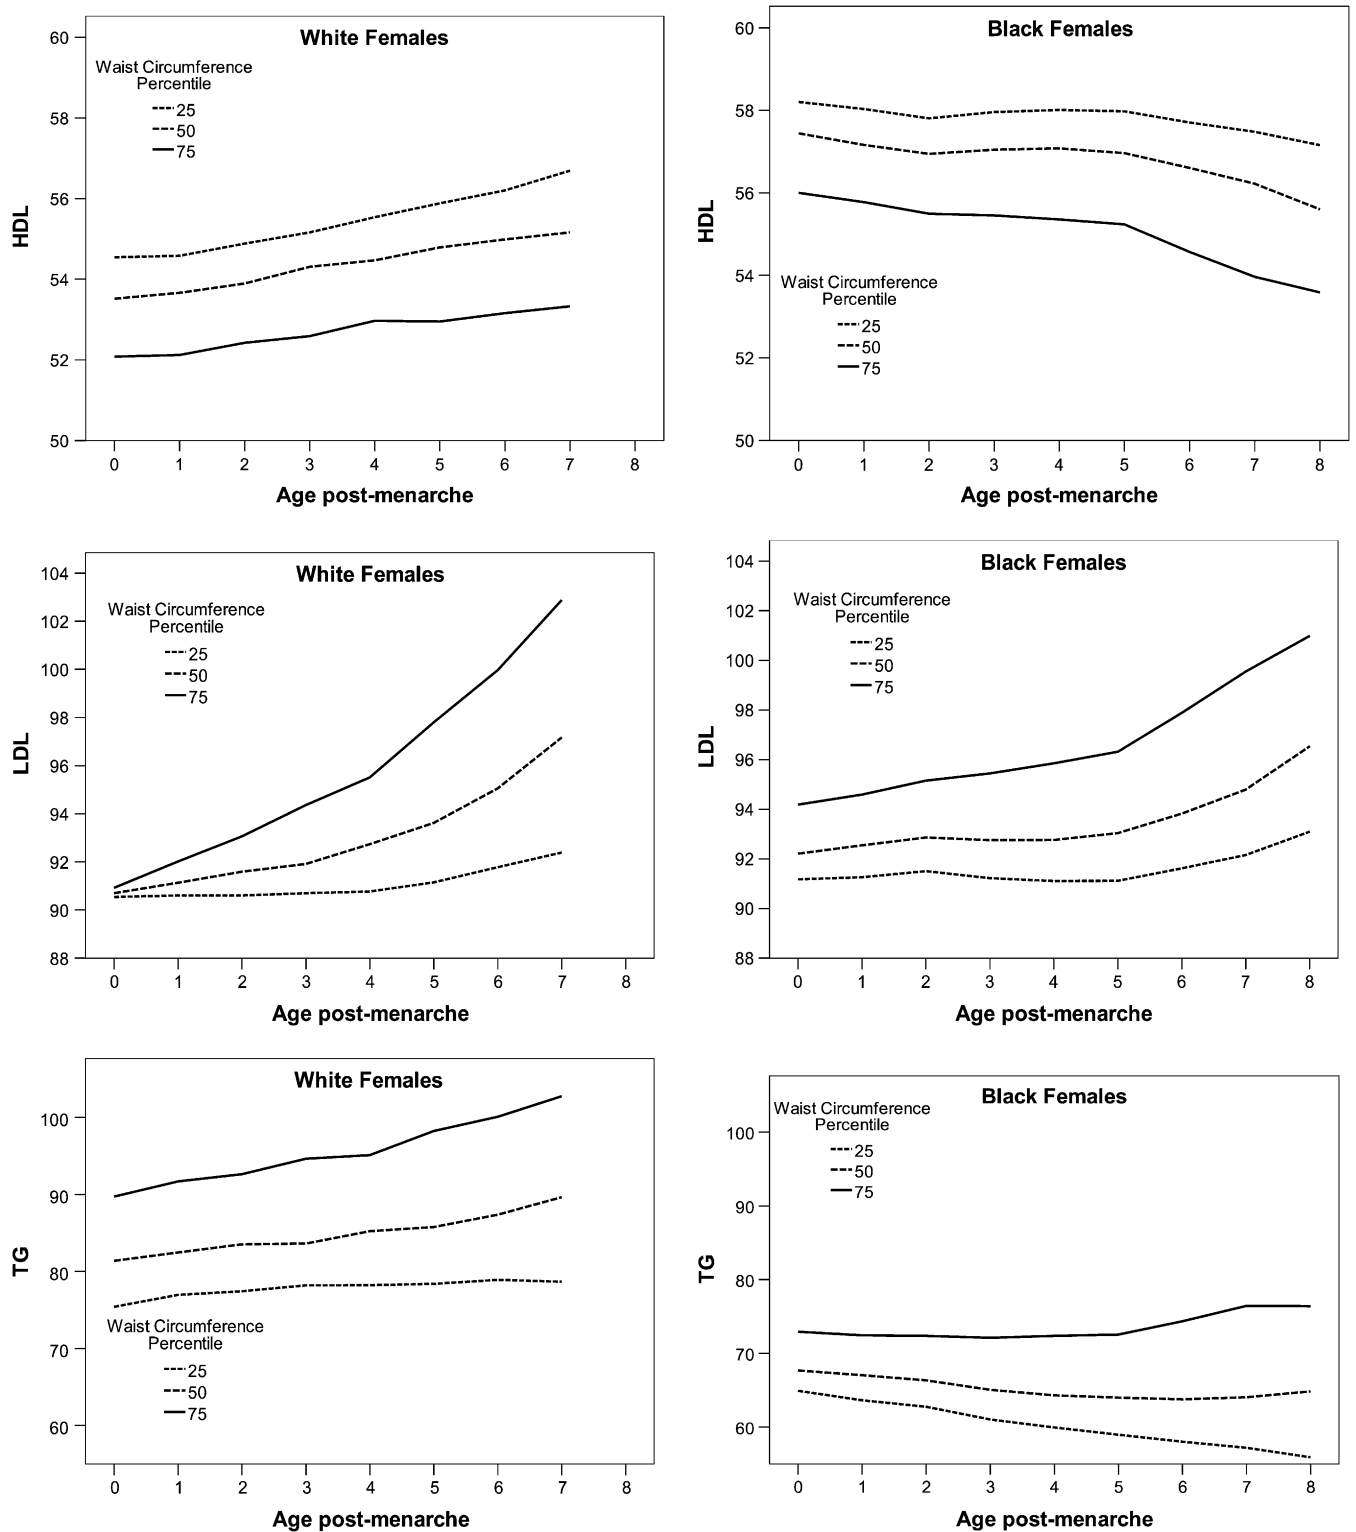 White Females
Waist Circumference
Percentile
25
50
75
60
58
56
54
52
50
HDL
0 1 2 3 4 5 6 7 8
Age post-menarche
Black Females
Waist Circumference
Percentile
25
50
75
60
58
56
54
52
50
HDL
0 1 2 3 4 5 6 7 8
Age post-menarche
White Females
Waist Circumference
Percentile
25
50
75
104
102
100
98
96
94
92
90
88
LDL
0 1 2 3 4 5 6 7 8
Age post-menarche
Black Females
Waist Circumference
Percentile
25
50
75
104
102
100
98
96
94
92
90
88
LDL
0 1 2 3 4 5 6 7 8
Age post-menarche
White Females
100
90
80
70
60
TG
Waist Circumference
Percentile
25
50
75
0 1 2 3 4 5 6 7 8
Age post-menarche
Black Females
Waist Circumference
Percentile
25
50
75
100
90
80
70
60
TG
0 1 2 3 4 5 6 7 8
Age post-menarche